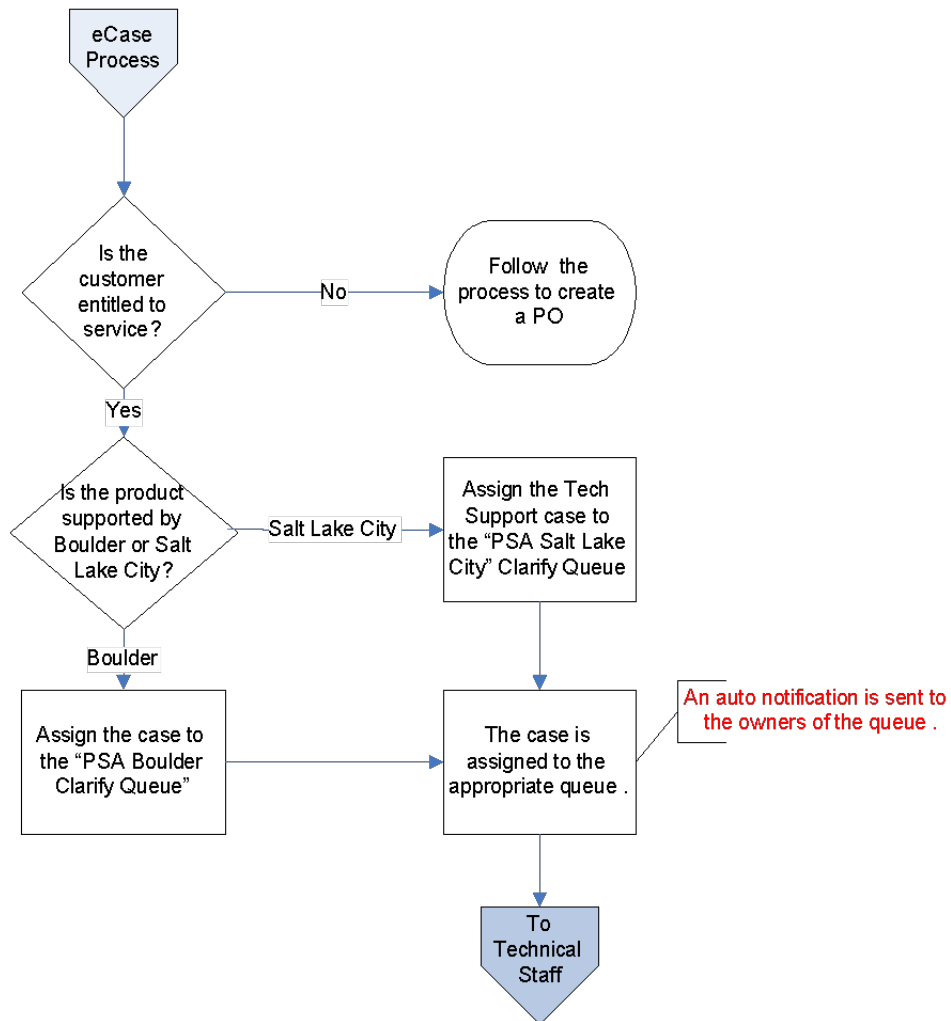 eCase
Process
Is the
customer
entitled to
service?
No
Follow the
process to create
a PO
Yes
Is the product
supported by
Boulder or Salt
Lake City?
Salt Lake City
Assign the Tech
Support case to
the “PSA Salt Lake
City” Clarify Queue
Boulder
Assign the case to
the “PSA Boulder
Clarify Queue”
The case is
assigned to the
appropriate queue .
An auto notification is sent to
the owners of the queue .
To
Technical
Staff